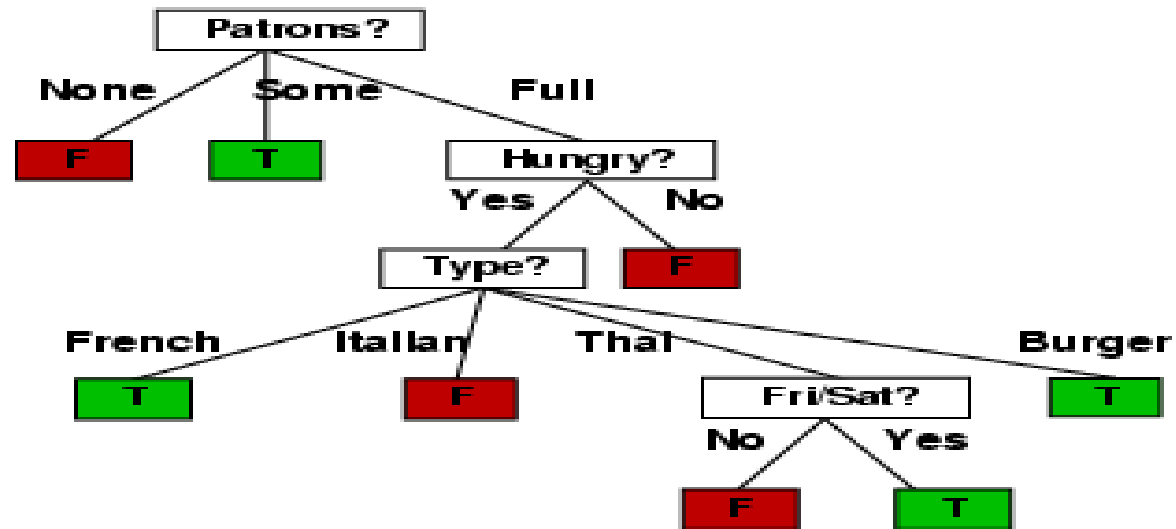 Patrons?
None Some Full
F T Hungry?
Yes No
Type? F
French Italian Thai Burger
T F Fri/Sat? T
No Yes
F T